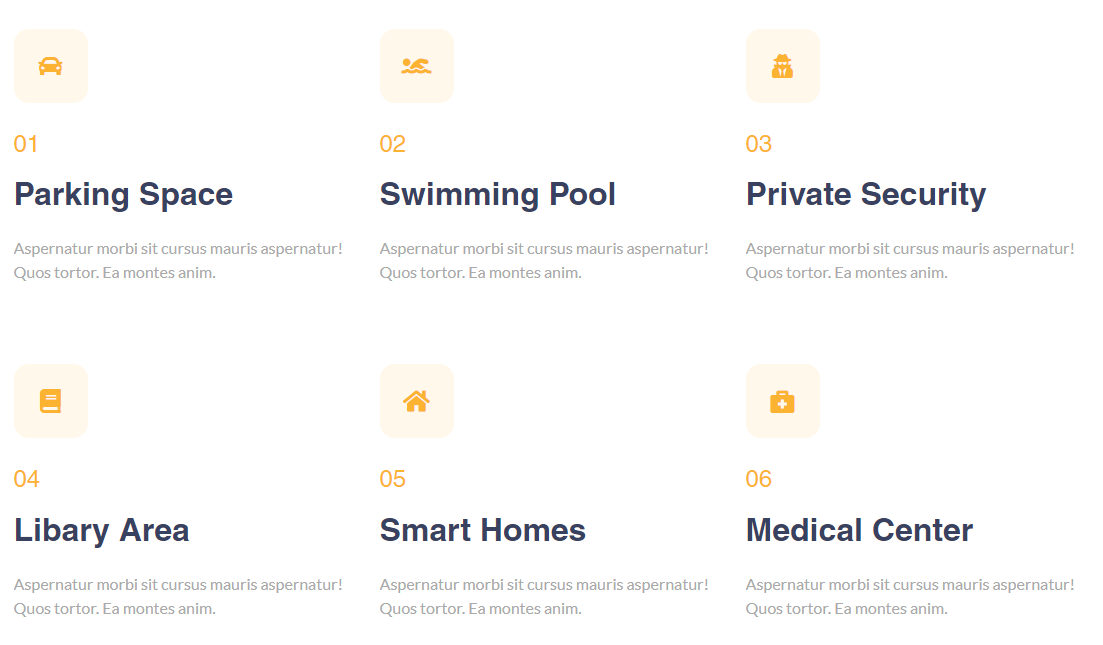 01
Parking Space
Aspernatur morbi sit cursus mauris aspernatur!
Quos tortor. Ea montes anim.
02
Swimming Pool
Aspernatur morbi sit cursus mauris aspernatur!
Quos tortor. Ea montes anim.
03
Private Security
Aspernatur morbi sit cursus mauris aspernatur!
Quos tortor. Ea montes anim.
04
Libary Area
Aspernatur morbi sit cursus mauris aspernatur!
Quos tortor. Ea montes anim.
05
Smart Homes
Aspernatur morbi sit cursus mauris aspernatur!
Quos tortor. Ea montes anim.
06
Medical Center
Aspernatur morbi sit cursus mauris aspernatur!
Quos tortor. Ea montes anim.